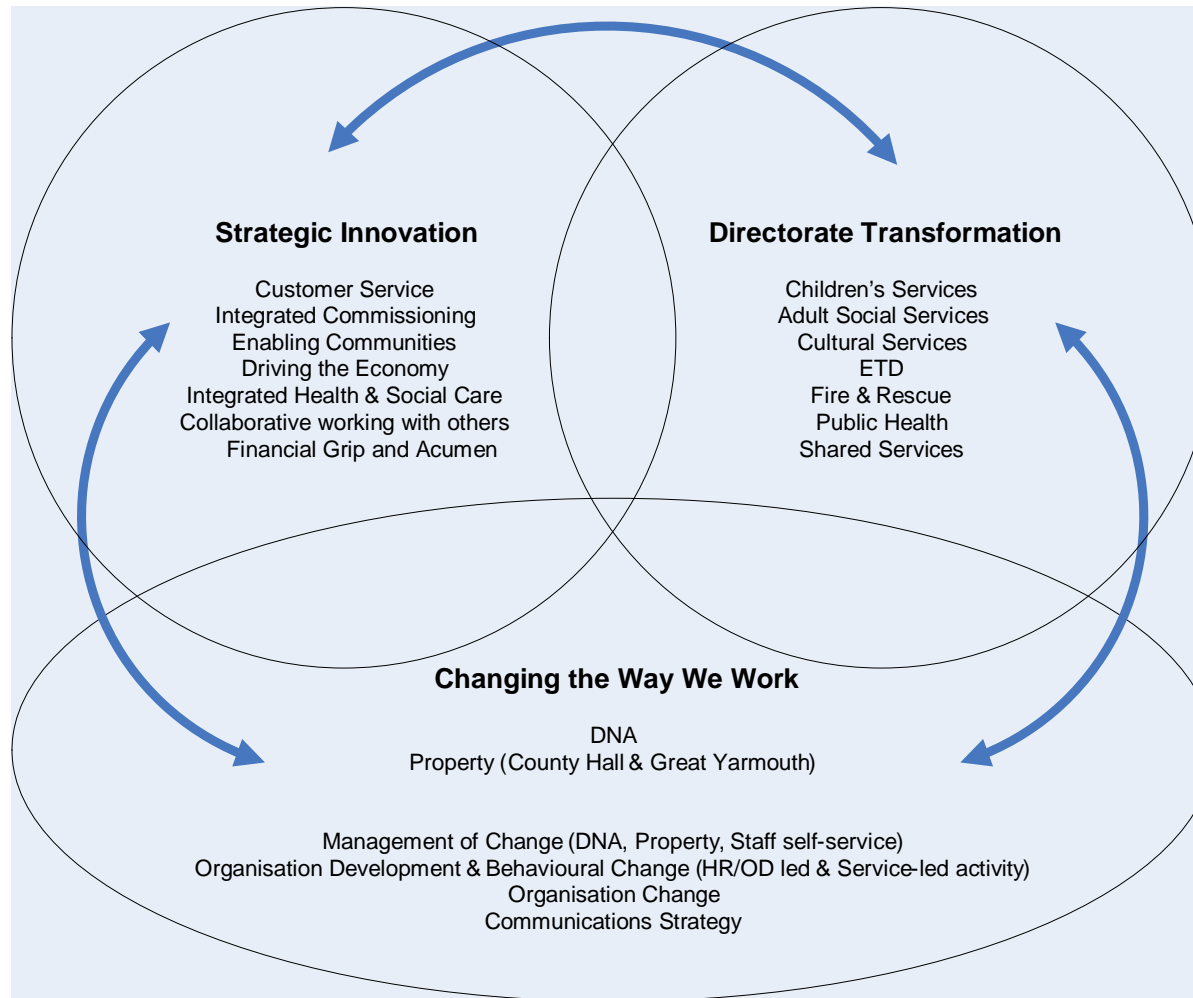 Strategic Innovation
Customer Service
Integrated Commissioning
Enabling Communities
Driving the Economy
Integrated Health & Social Care
Collaborative working with others
Financial Grip and Acumen
Directorate Transformation
Children's Services
Adult Social Services
Cultural Services
ETD
Fire & Rescue
Public Health
Shared Services
Changing the Way We Work
DNA
Property (County Hall & Great Yarmouth)
Management of Change (DNA, Property, Staff self-service)
Organisation Development & Behavioural Change (HR/OD led & Service-led activity)
Organisation Change
Communications Strategy